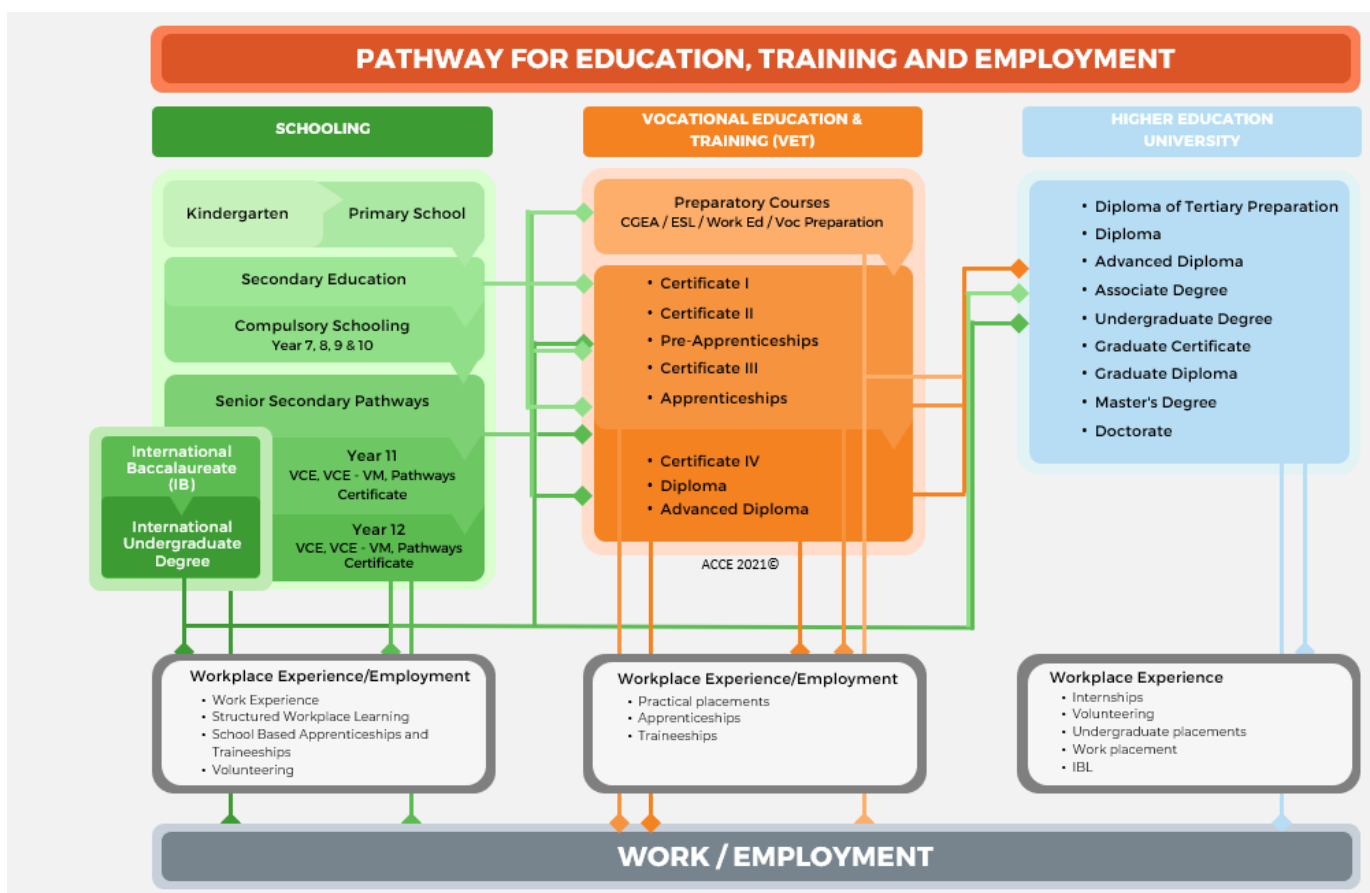 PATHWAY FOR EDUCATION, TRAINING AND EMPLOYMENT
SCHOOLING
Kindergarten
Primary School
Secondary Education
Compulsory Schooling
Year 7, 8, 9 & 10
Senior Secondary Pathways
International
Baccalaureate
(IB)
International
Undergraduate
Degree
Year 11
VCE, VCE - VM, Pathways
Certificate
Year 12
VCE, VCE - VM, Pathways
Certificate
Workplace Experience/Employment
• Work Experience
• Structured Workplace Learning
• School Based Apprenticeships and
Traineeships
• Volunteering
VOCATIONAL EDUCATION &
TRAINING (VET)
Preparatory Courses
CGEA / ESL / Work Ed / Voc Preparation
• Certificate I
• Certificate II
• Pre-Apprenticeships
• Certificate III
• Apprenticeships
• Certificate IV
• Diploma
• Advanced Diploma
ACCE 2021©
Workplace Experience/Employment
• Practical placements
• Apprenticeships
• Traineeships
HIGHER EDUCATION
UNIVERSITY
• Diploma of Tertiary Preparation
• Diploma
• Advanced Diploma
• Associate Degree
• Undergraduate Degree
• Graduate Certificate
• Graduate Diploma
• Master's Degree
• Doctorate
Workplace Experience
• Internships
• Volunteering
• Undergraduate placements
• Work placement
• IBL
WORK / EMPLOYMENT